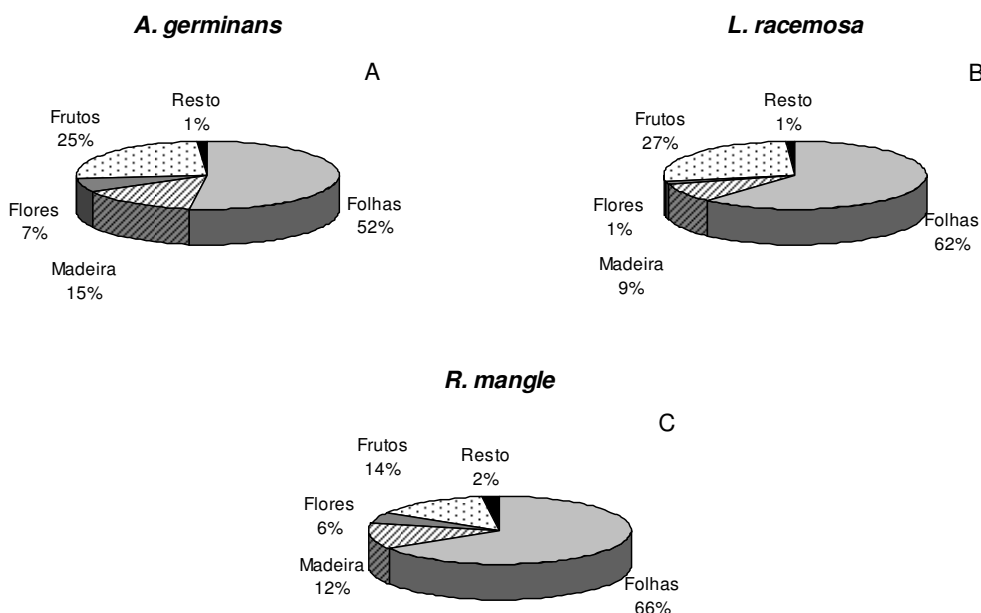 A. germinans
A
Resto
1%
Frutos
25%
Folhas
52%
Flores
7%
Madeira
15%
L. racemosa
B
Resto
1%
Frutos
27%
Folhas
62%
Flores
1%
Madeira
9%
R. mangle
C
Frutos
14%
Resto
2%
Flores
6%
Madeira
12%
Folhas
66%